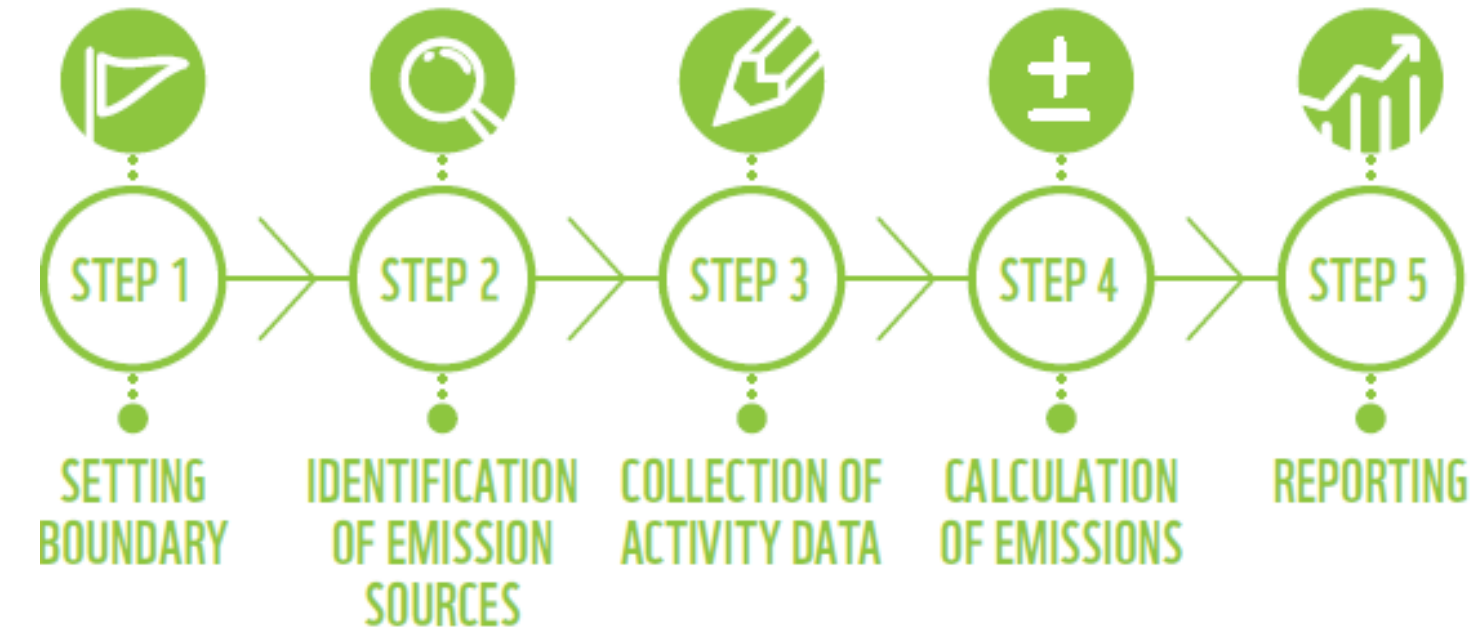 STEP 1
STEP 2
STEP 3
STEP 4
STEP 5
SETTING
BOUNDARY
IDENTIFICATION
OF EMISSION
SOURCES
COLLECTION OF
ACTIVITY DATA
CALCULATION
OF EMISSIONS
REPORTING